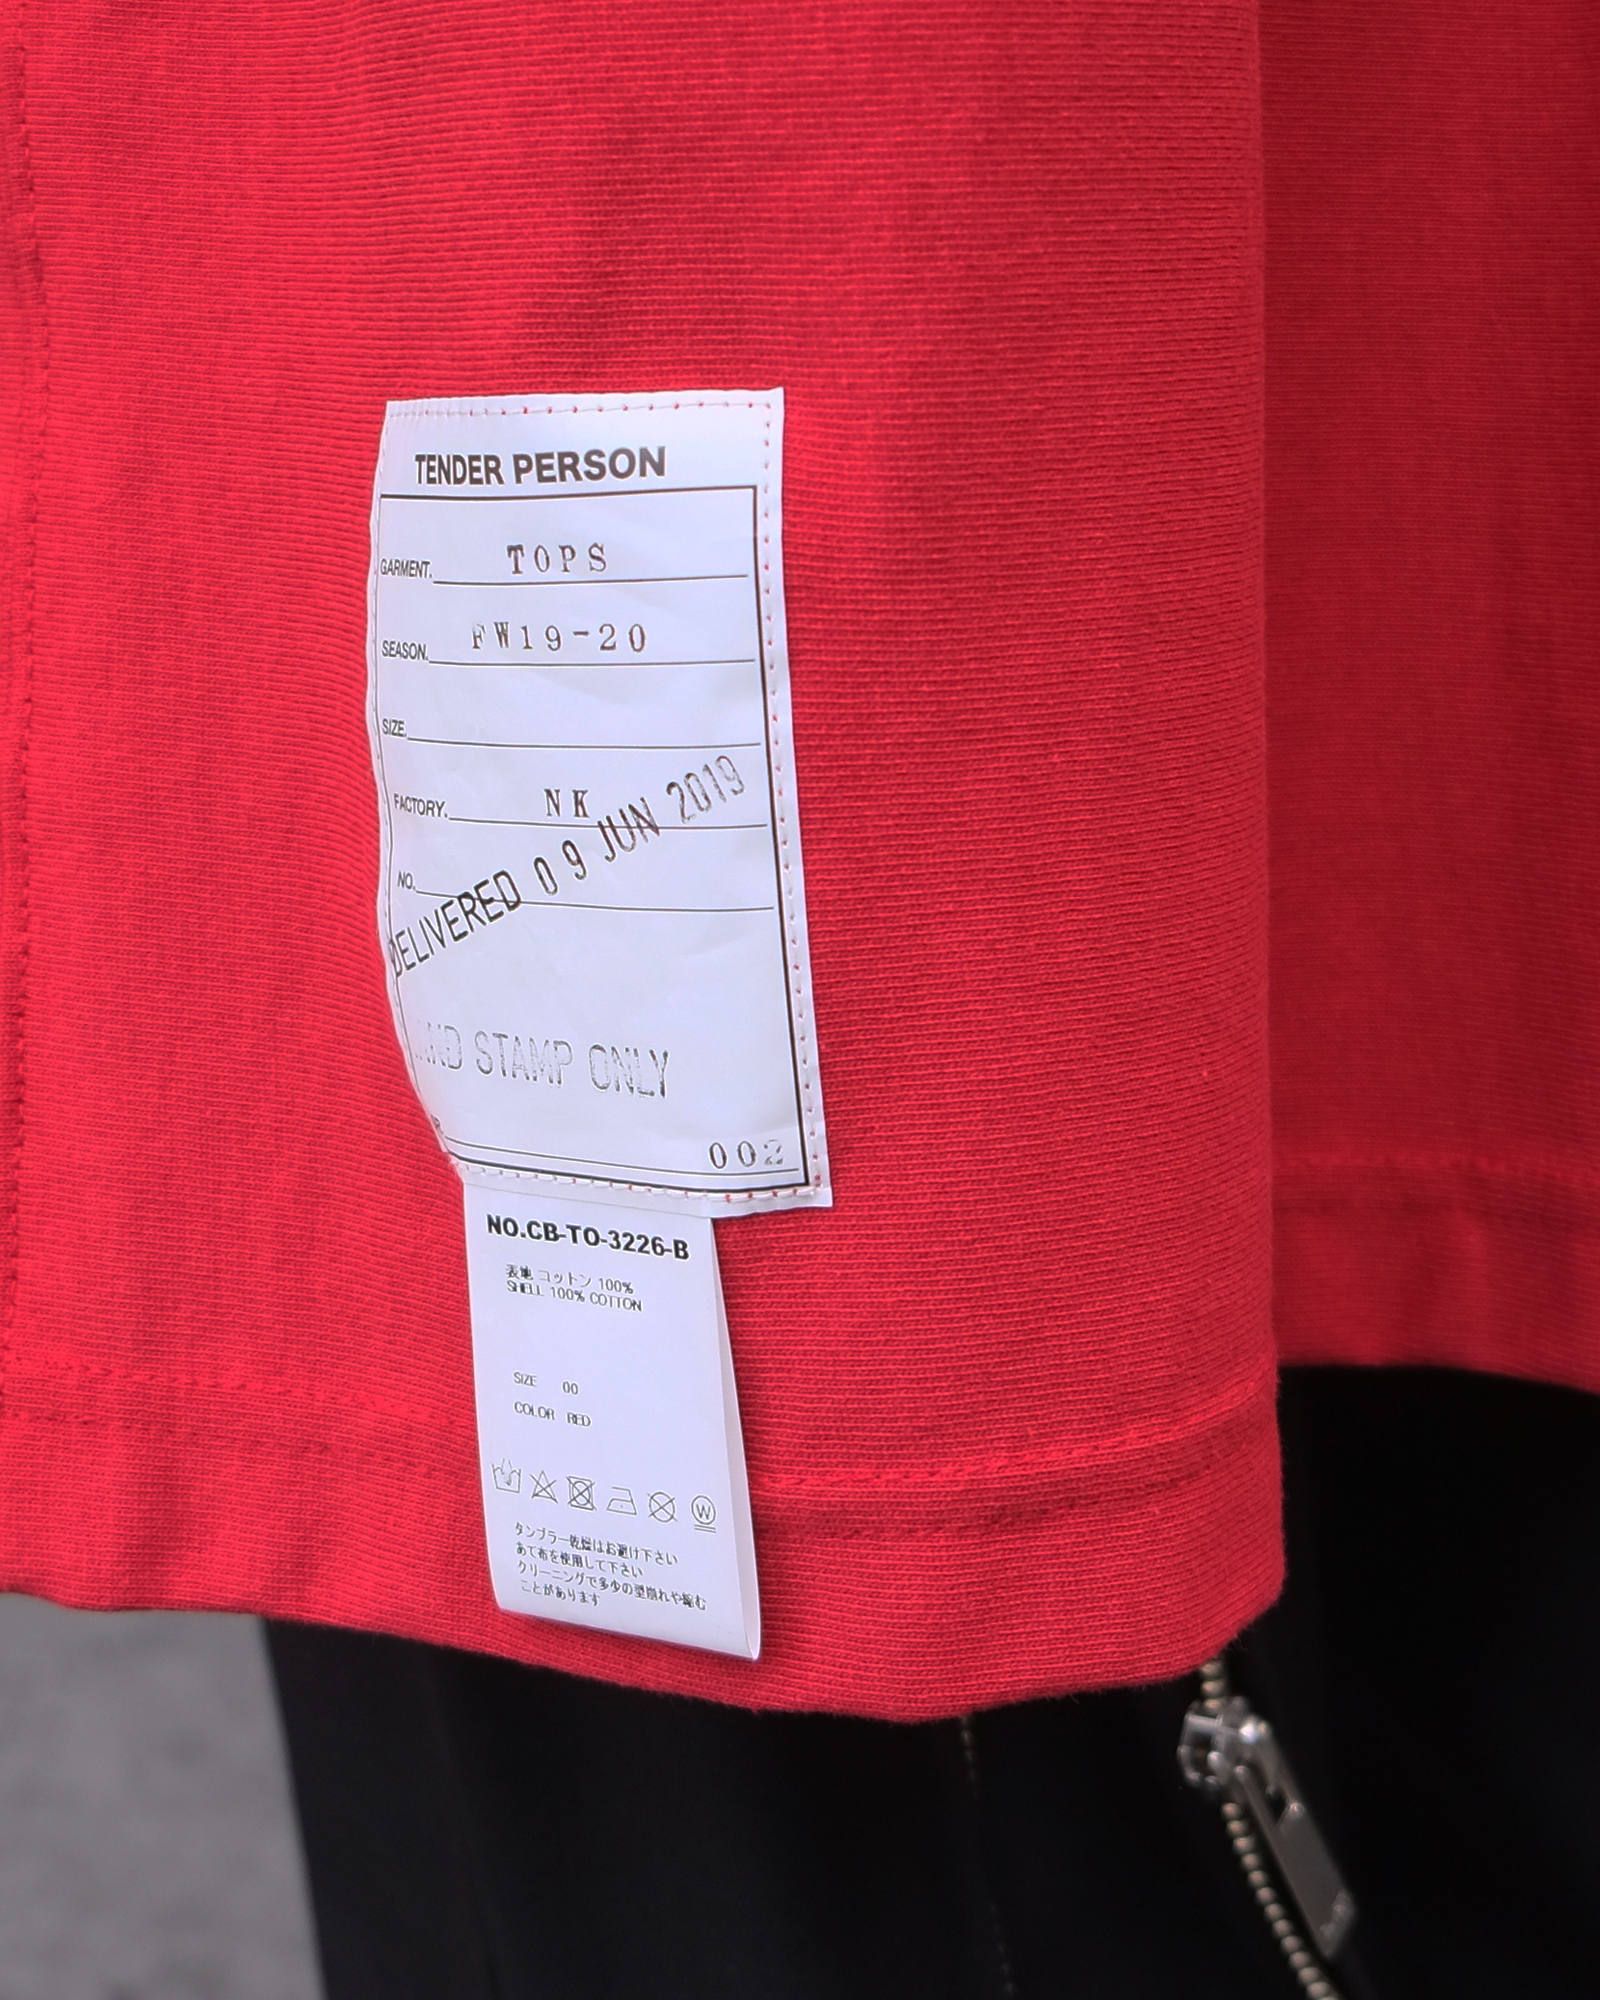 TENDER PERSON
GARMENT. TOPS
SEASON. FW19-20
SIZE.
FACTORY. NK
NO.
DELIVERED 09 JUN 2019
STAMP ONLY
002
NO.CB-TO-3226-B
表地 コットン 100%
SHELL 100% COTTON
SIZE 00
COLOR RED
W
タンブラー乾燥はお避け下さい
あて布を使用して下さい
クリーニングで多少の型崩れや縮む
ことがあります